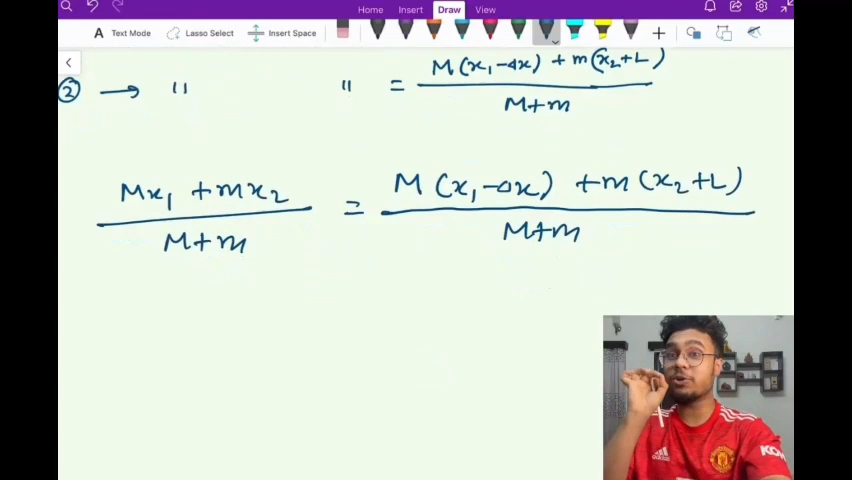 Home Insert Draw View
A Text Mode Lasso Select Insert Space
② → " " = M(x₁-Δx) + m(x₂+L) / M+m
Mx₁ + mx₂ / M+m = M(x₁-Δx) + m(x₂+L) / M+m